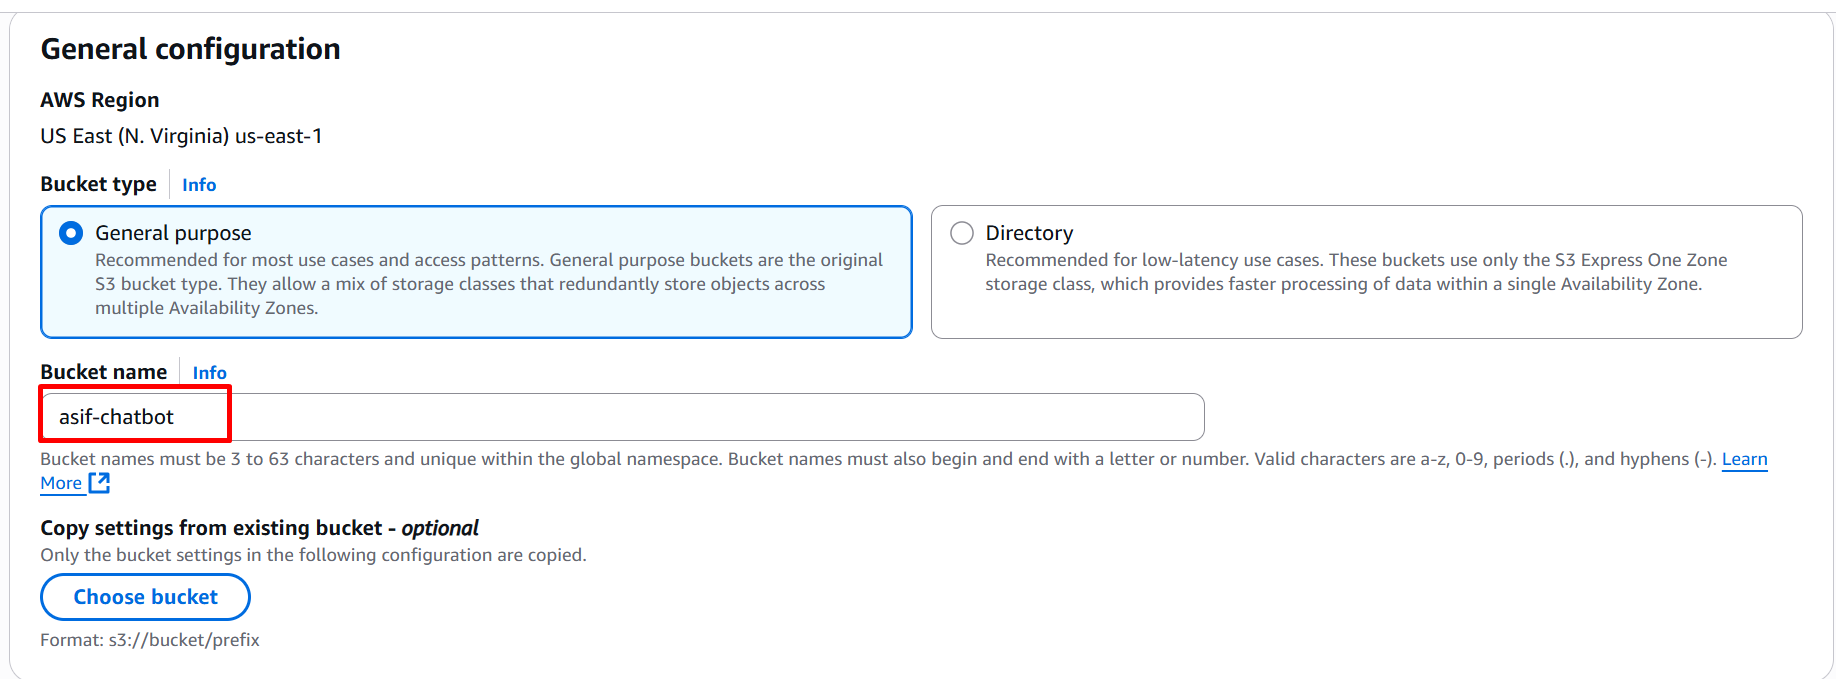 General configuration
AWS Region
US East (N. Virginia) us-east-1
Bucket type
Info
General purpose
Recommended for most use cases and access patterns. General purpose buckets are the original
S3 bucket type. They allow a mix of storage classes that redundantly store objects across
multiple Availability Zones.
Directory
Recommended for low-latency use cases. These buckets use only the S3 Express One Zone
storage class, which provides faster processing of data within a single Availability Zone.
Bucket name
Info
asif-chatbot
Bucket names must be 3 to 63 characters and unique within the global namespace. Bucket names must also begin and end with a letter or number. Valid characters are a-z, 0-9, periods (.), and hyphens (-). Learn
More
Copy settings from existing bucket - optional
Only the bucket settings in the following configuration are copied.
Choose bucket
Format: s3://bucket/prefix